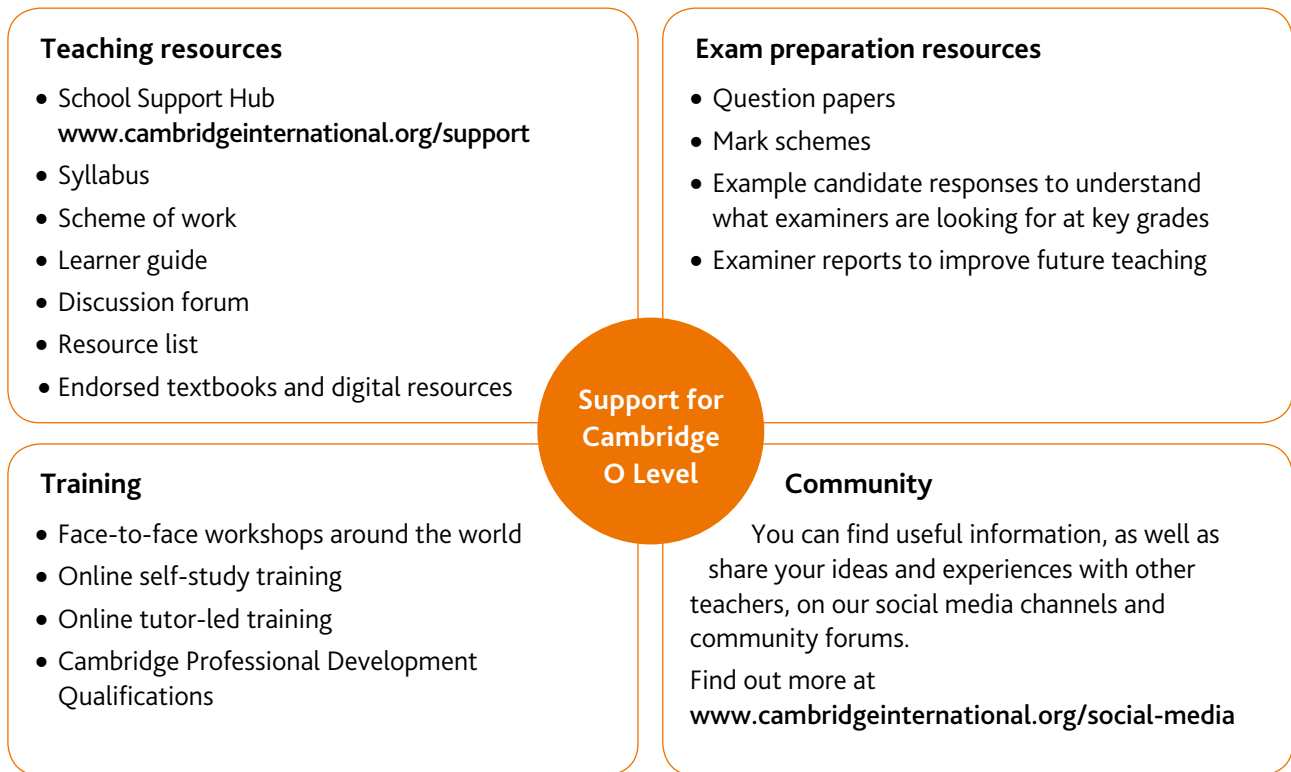 Teaching resources
• School Support Hub
www.cambridgeinternational.org/support
• Syllabus
• Scheme of work
• Learner guide
• Discussion forum
• Resource list
• Endorsed textbooks and digital resources
Exam preparation resources
• Question papers
• Mark schemes
• Example candidate responses to understand
what examiners are looking for at key grades
• Examiner reports to improve future teaching
Support for
Cambridge
O Level
Training
• Face-to-face workshops around the world
• Online self-study training
• Online tutor-led training
• Cambridge Professional Development
Qualifications
Community
You can find useful information, as well as
share your ideas and experiences with other
teachers, on our social media channels and
community forums.
Find out more at
www.cambridgeinternational.org/social-media